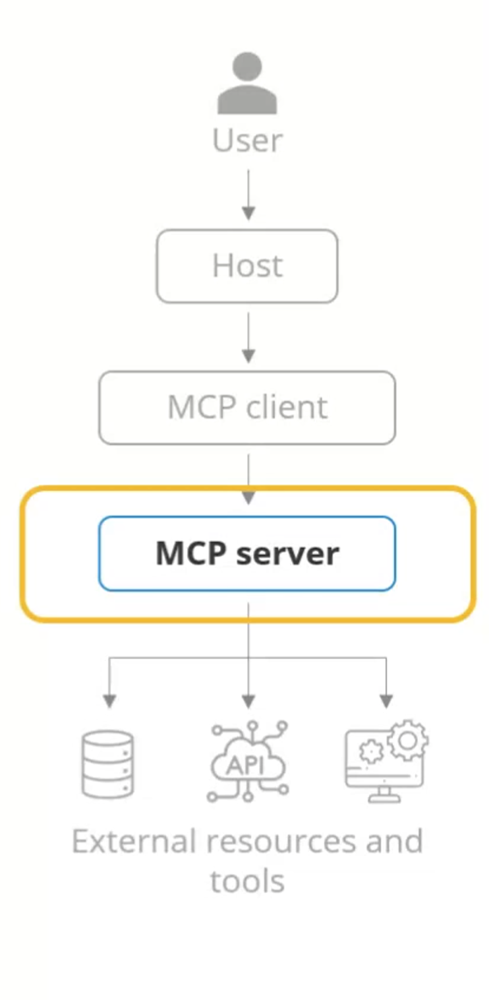 User
Host
MCP client
MCP server
API
External resources and
tools